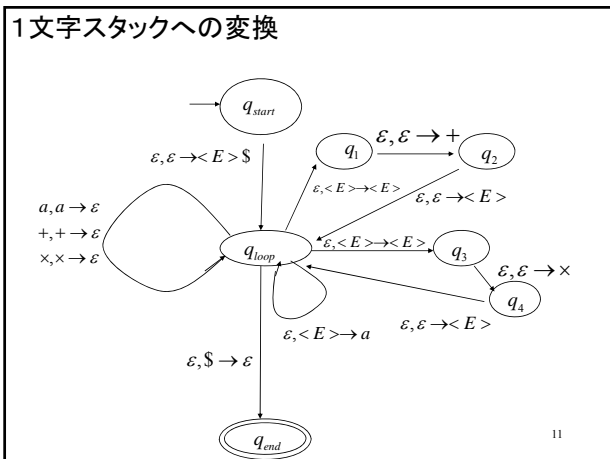 1文字スタックへの変換
q_start
ε,ε→<E>$
q_1
ε,ε→+
q_2
ε,<E>→<E>
ε,ε→<E>
a,a→ε
+,+→ε
×,×→ε
q_loop
ε,<E>→<E>
q_3
ε,ε→×
q_4
ε,<E>→a
ε,ε→<E>
ε,$→ε
q_end
11